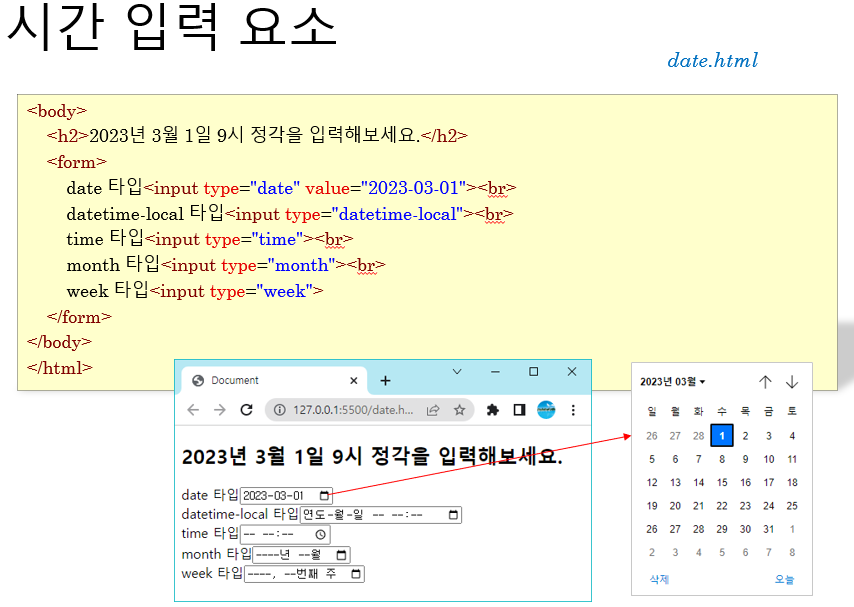 시간 입력 요소
date.html
<body>
<h2>2023년 3월 1일 9시 정각을 입력해보세요.</h2>
<form>
date 타입<input type="date" value="2023-03-01"><br>
datetime-local 타입<input type="datetime-local"><br>
time 타입<input type="time"><br>
month 타입<input type="month"><br>
week 타입<input type="week">
</form>
</body>
</html>
Document
127.0.0.1:5500/date.h...
2023년 3월 1일 9시 정각을 입력해보세요.
date 타입 2023-03-01
datetime-local 타입 연도-월-일 -- --:--
time 타입 -- --:--
month 타입 ----년 --월
week 타입 ----, --번째 주
2023년 03월
일 월 화 수 목 금 토
26 27 28 1 2 3 4
5 6 7 8 9 10 11
12 13 14 15 16 17 18
19 20 21 22 23 24 25
26 27 28 29 30 31 1
2 3 4 5 6 7 8
삭제 오늘